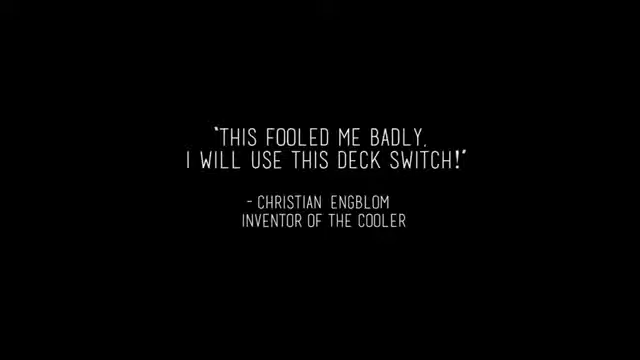 "THIS FOOLED ME BADLY.
I WILL USE THIS DECK SWITCH!"
- CHRISTIAN ENGBLOM
INVENTOR OF THE COOLER